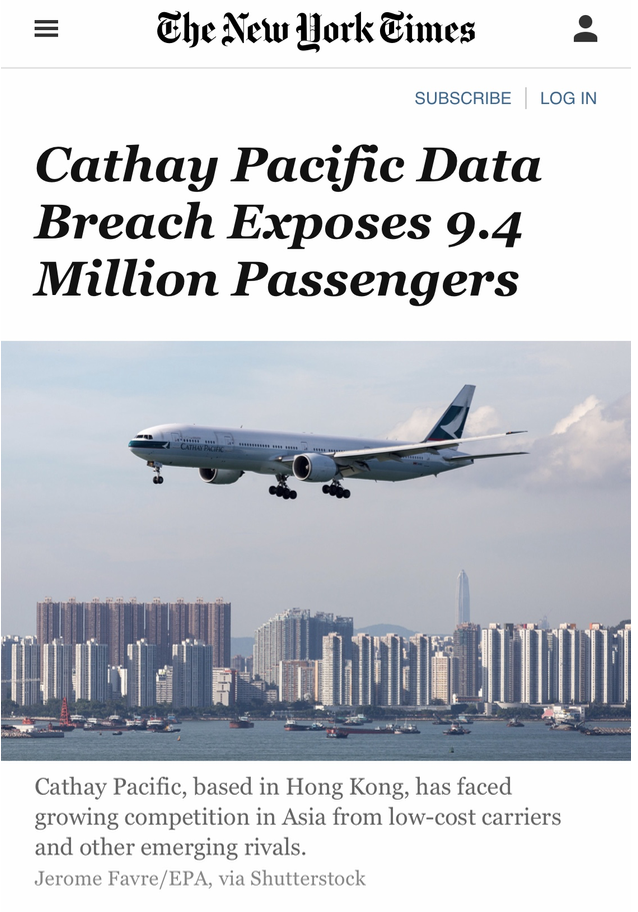 The New York Times
SUBSCRIBE
LOG IN
Cathay Pacific Data
Breach Exposes 9.4
Million Passengers
CATHAY PACIFIC
Cathay Pacific, based in Hong Kong, has faced
growing competition in Asia from low-cost carriers
and other emerging rivals.
Jerome Favre/EPA, via Shutterstock